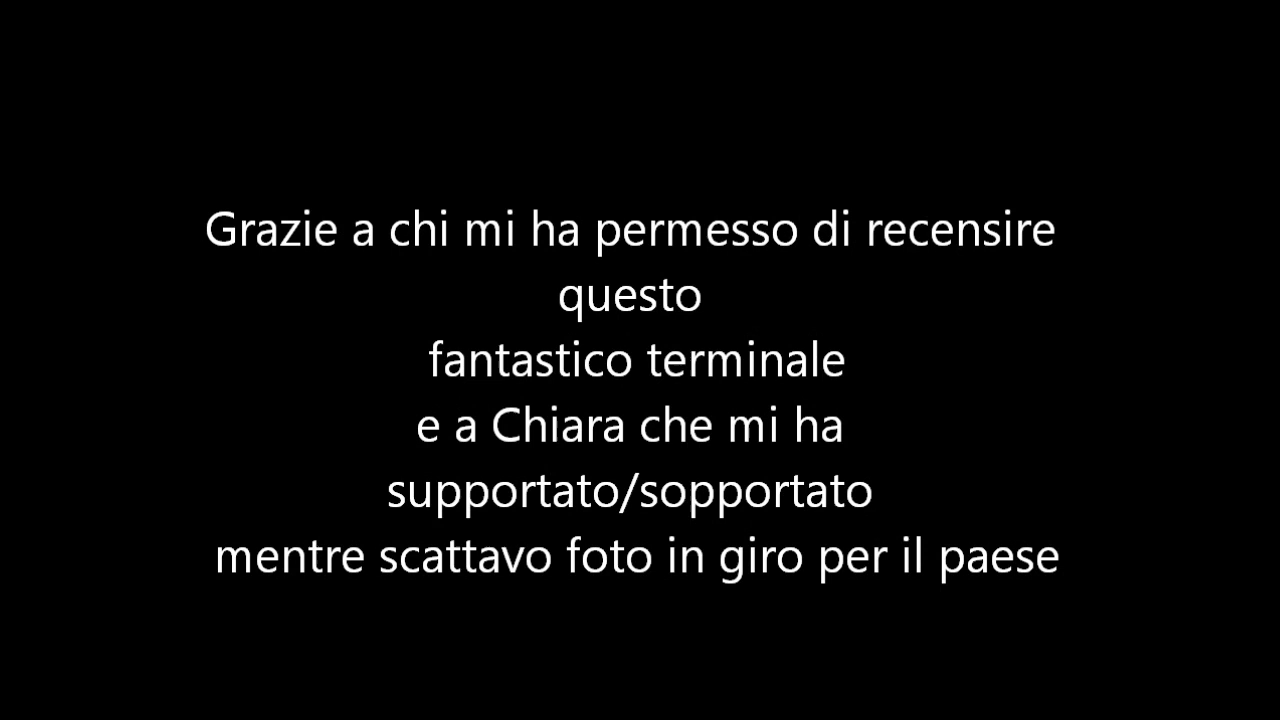 Grazie a chi mi ha permesso di recensire
questo
fantastico terminale
e a Chiara che mi ha
supportato/sopportato
mentre scattavo foto in giro per il paese